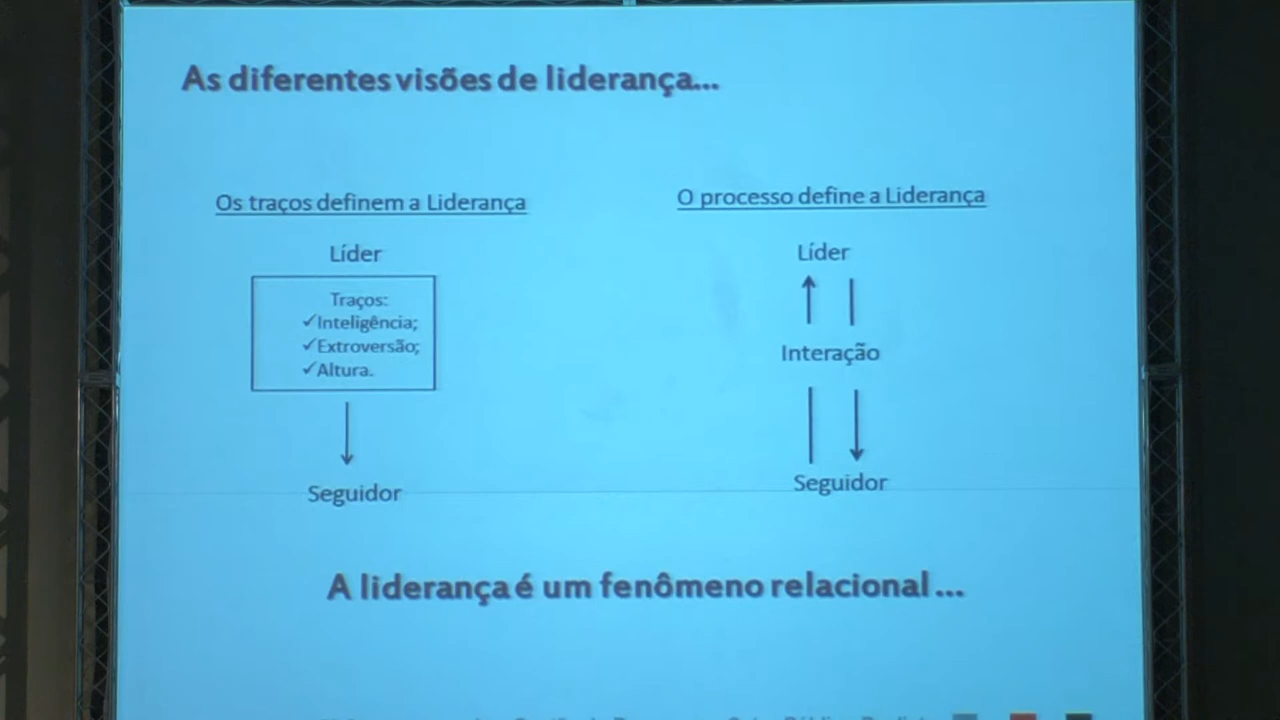 As diferentes visões de liderança...
Os traços definem a Liderança
Líder
Traços:
✓Inteligência;
✓Extroversão;
✓Altura.
Seguidor
O processo define a Liderança
Líder
Interação
Seguidor
A liderança é um fenômeno relacional...